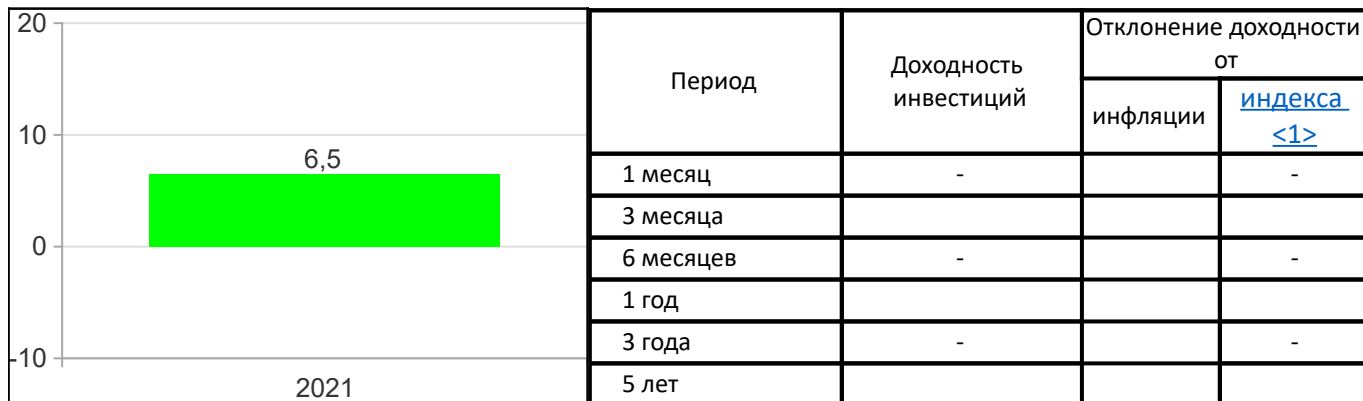 20
10
6,5
0
-10
2021
Период
Доходность
инвестиций
Отклонение доходности
от
инфляции
индекса
<1>
1 месяц - -
3 месяца
6 месяцев - -
1 год
3 года - -
5 лет